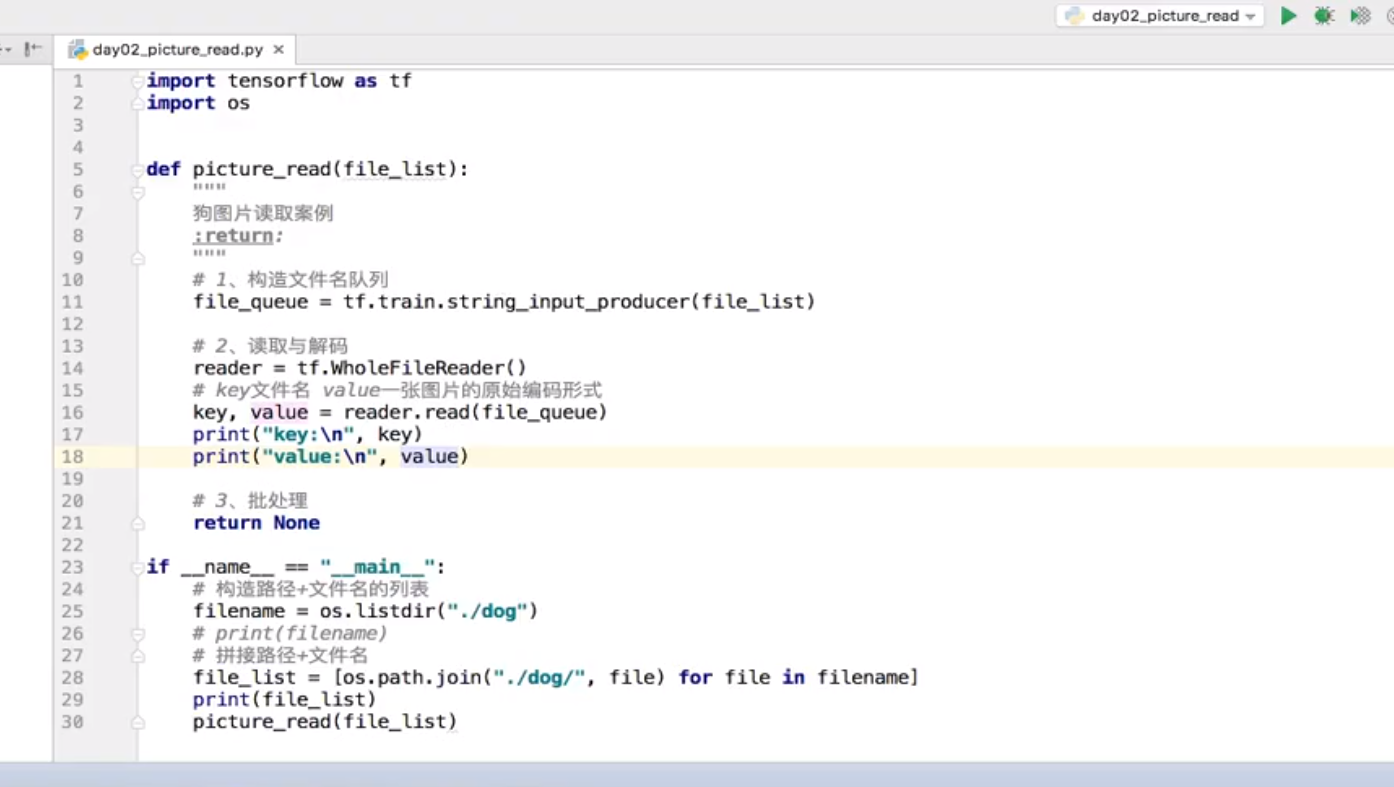 day02_picture_read
day02_picture_read.py
1 import tensorflow as tf
2 import os
3
4
5 def picture_read(file_list):
6 """
7 狗图片读取案例
8 :return:
9 """
10 # 1、构造文件名队列
11 file_queue = tf.train.string_input_producer(file_list)
12
13 # 2、读取与解码
14 reader = tf.WholeFileReader()
15 # key文件名 value一张图片的原始编码形式
16 key, value = reader.read(file_queue)
17 print("key:\n", key)
18 print("value:\n", value)
19
20 # 3、批处理
21 return None
22
23 if __name__ == "__main__":
24 # 构造路径+文件名的列表
25 filename = os.listdir("./dog")
26 # print(filename)
27 # 拼接路径+文件名
28 file_list = [os.path.join("./dog/", file) for file in filename]
29 print(file_list)
30 picture_read(file_list)